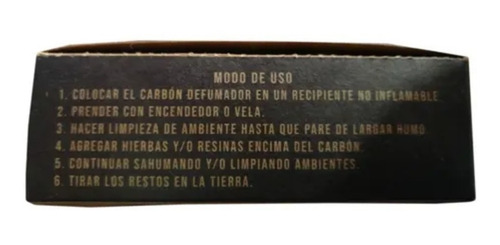 MODO DE USO
1. COLOCAR EL CARBÓN DEFUMADOR EN UN RECIPIENTE NO INFLAMABLE.
2. PRENDER CON ENCENDEDOR O VELA.
3. HACER LIMPIEZA DE AMBIENTE HASTA QUE PARE DE LARGAR HUMO.
4. AGREGAR HIERBAS Y/O RESINAS ENCIMA DEL CARBÓN.
5. CONTINUAR SAHUMANDO Y/O LIMPIANDO AMBIENTES.
6. TIRAR LOS RESTOS EN LA TIERRA.